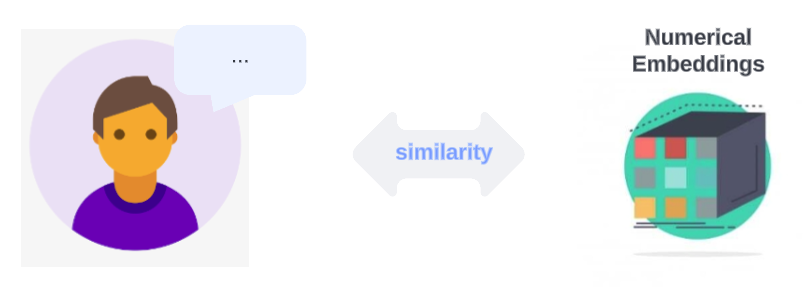 ...
similarity
Numerical
Embeddings